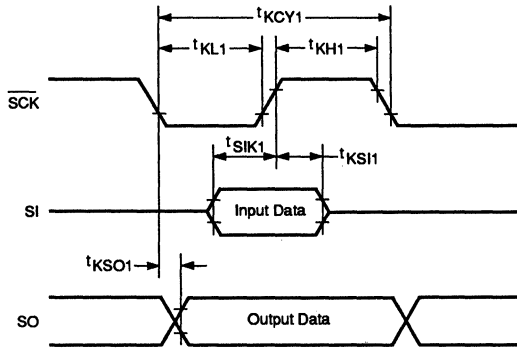 tKCY1
tKL1
tKH1
SCK
tSIK1
tKSI1
SI
Input Data
tKSO1
SO
Output Data